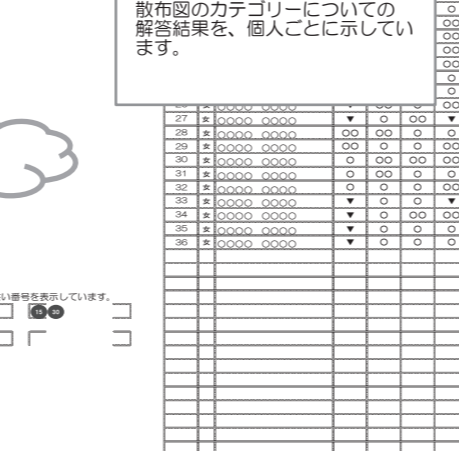 散布図のカテゴリーについての
解答結果を、個人ごとに示してい
ます。
27 女 ○○○○ ○○○○ ▼ ○ ○○ ▼
28 女 ○○○○ ○○○○ ○○ ○○ ○ ○
29 女 ○○○○ ○○○○ ○○ ○ ○ ○○
30 女 ○○○○ ○○○○ ○ ○○ ○○ ○○
31 女 ○○○○ ○○○○ ○ ○○ ○ ○
32 女 ○○○○ ○○○○ ○ ○ ○ ○○
33 女 ○○○○ ○○○○ ▼ ○ ○ ▼
34 女 ○○○○ ○○○○ ▼ ○ ○○ ○○
35 女 ○○○○ ○○○○ ▼ ○ ○ ○
36 女 ○○○○ ○○○○ ▼ ○ ○ ○
い番号を表示しています。
15 30